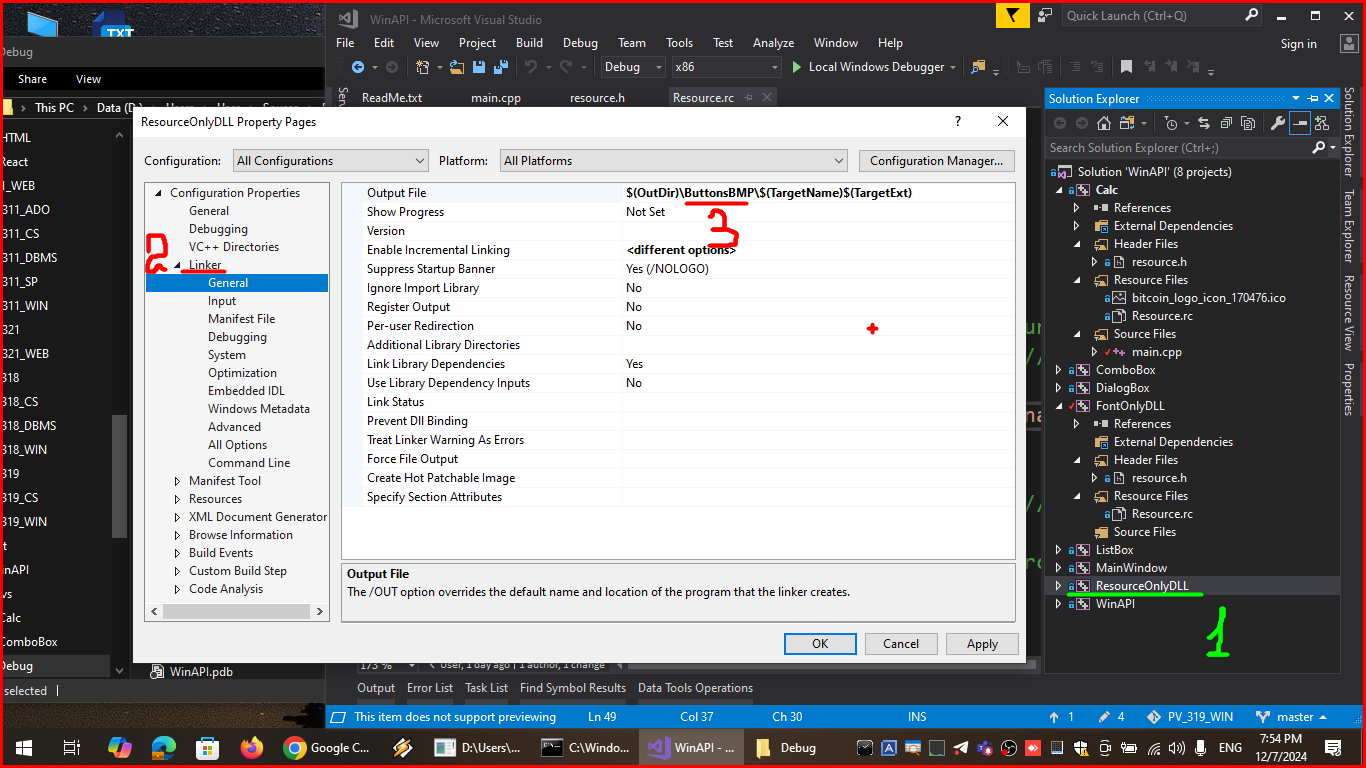 TXT
WinAPI - Microsoft Visual Studio
Quick Launch (Ctrl+Q)
Debug
File Edit View Project Build Debug Team Tools Test Analyze Window Help
Sign in
Share View
Debug x86 Local Windows Debugger
This PC Data (D:)
ReadMe.txt main.cpp resource.h Resource.rc
Solution Explorer
ResourceOnlyDLL Property Pages
? 
Configuration: All Configurations Platform: All Platforms Configuration Manager...
Search Solution Explorer (Ctrl+;)
Solution 'WinAPI' (8 projects)
Calc
References
External Dependencies
Header Files
resource.h
Resource Files
bitcoin_logo_icon_170476.ico
Resource.rc
Source Files
main.cpp
ComboBox
DialogBox
FontOnlyDLL
References
External Dependencies
Header Files
resource.h
Resource Files
Resource.rc
Source Files
ListBox
MainWindow
ResourceOnlyDLL
WinAPI
1
Solution Explorer
Team Explorer
Resource View
Properties
HTML
React
_WEB
311_ADO
311_CS
311_DBMS
311_SP
311_WIN
321
321_WEB
318
318_CS
318_DBMS
318_WIN
319
319_CS
319_WIN
Calc
ComboBox
Debug
selected
Configuration Properties
General
Debugging
VC++ Directories
2
Linker
General
Input
Manifest File
Debugging
System
Optimization
Embedded IDL
Windows Metadata
Advanced
All Options
Command Line
Manifest Tool
Resources
XML Document Generator
Browse Information
Build Events
Custom Build Step
Code Analysis
Output File $(OutDir)\ButtonsBMP\$(TargetName)$(TargetExt)
Show Progress Not Set
3
Version
Enable Incremental Linking <different options>
Suppress Startup Banner Yes (/NOLOGO)
Ignore Import Library No
Register Output No
Per-user Redirection No
Additional Library Directories
Link Library Dependencies Yes
Use Library Dependency Inputs No
Link Status
Prevent Dll Binding
Treat Linker Warning As Errors
Force File Output
Create Hot Patchable Image
Specify Section Attributes
Output File
The /OUT option overrides the default name and location of the program that the linker creates.
OK Cancel Apply
WinAPI.pdb
173 % User, 1 day ago | 1 author, 1 change
Output Error List Task List Find Symbol Results Data Tools Operations
This item does not support previewing Ln 49 Col 37 Ch 30 INS 1 4 PV_319_WIN master
Google C... D:\Users\... C:\Windo... WinAPI - ... Debug ENG
7:54 PM
12/7/2024